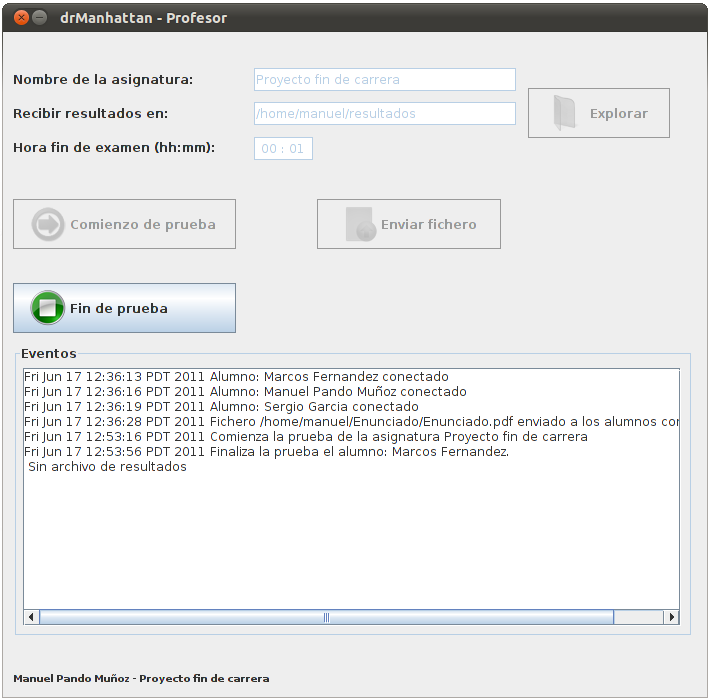 drManhattan - Profesor
Nombre de la asignatura: Proyecto fin de carrera
Recibir resultados en: /home/manuel/resultados
Explorar
Hora fin de examen (hh:mm): 00 : 01
Comienzo de prueba
Enviar fichero
Fin de prueba
Eventos
Fri Jun 17 12:36:13 PDT 2011 Alumno: Marcos Fernandez conectado
Fri Jun 17 12:36:16 PDT 2011 Alumno: Manuel Pando Muñoz conectado
Fri Jun 17 12:36:19 PDT 2011 Alumno: Sergio Garcia conectado
Fri Jun 17 12:36:28 PDT 2011 Fichero /home/manuel/Enunciado/Enunciado.pdf enviado a los alumnos con
Fri Jun 17 12:53:16 PDT 2011 Comienza la prueba de la asignatura Proyecto fin de carrera
Fri Jun 17 12:53:56 PDT 2011 Finaliza la prueba el alumno: Marcos Fernandez.
Sin archivo de resultados
Manuel Pando Muñoz - Proyecto fin de carrera